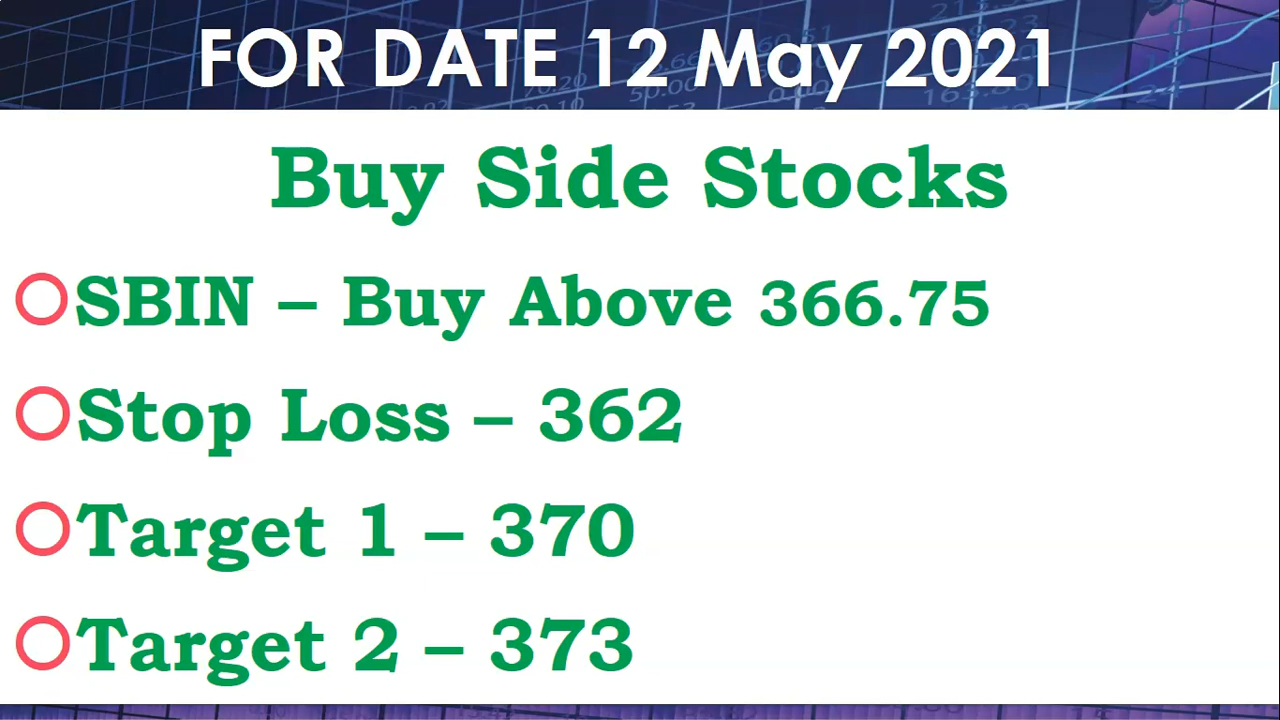 FOR DATE 12 May 2021
Buy Side Stocks
SBIN – Buy Above 366.75
Stop Loss – 362
Target 1 – 370
Target 2 – 373